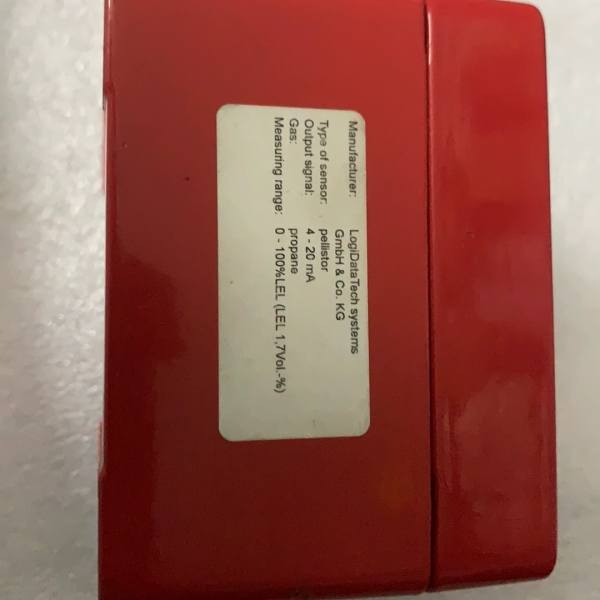 Manufacturer: LogiDataTech systems
GmbH & Co. KG
Type of sensor: pellistor
Output signal: 4 - 20 mA
Gas: propane
Measuring range: 0 - 100%LEL (LEL 1,7Vol.-%)